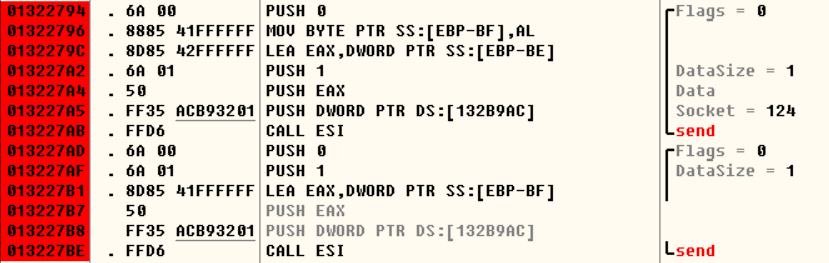 01322794 . 6A 00 PUSH 0 Flags = 0
01322796 . 8885 41FFFFFF MOV BYTE PTR SS:[EBP-BF],AL
0132279C . 8D85 42FFFFFF LEA EAX,DWORD PTR SS:[EBP-BE]
013227A2 . 6A 01 PUSH 1 DataSize = 1
013227A4 . 50 PUSH EAX Data
013227A5 . FF35 ACB93201 PUSH DWORD PTR DS:[132B9AC] Socket = 124
013227AB . FFD6 CALL ESI send
013227AD . 6A 00 PUSH 0 Flags = 0
013227AF . 6A 01 PUSH 1 DataSize = 1
013227B1 . 8D85 41FFFFFF LEA EAX,DWORD PTR SS:[EBP-BF]
013227B7 50 PUSH EAX
013227B8 FF35 ACB93201 PUSH DWORD PTR DS:[132B9AC]
013227BE . FFD6 CALL ESI send